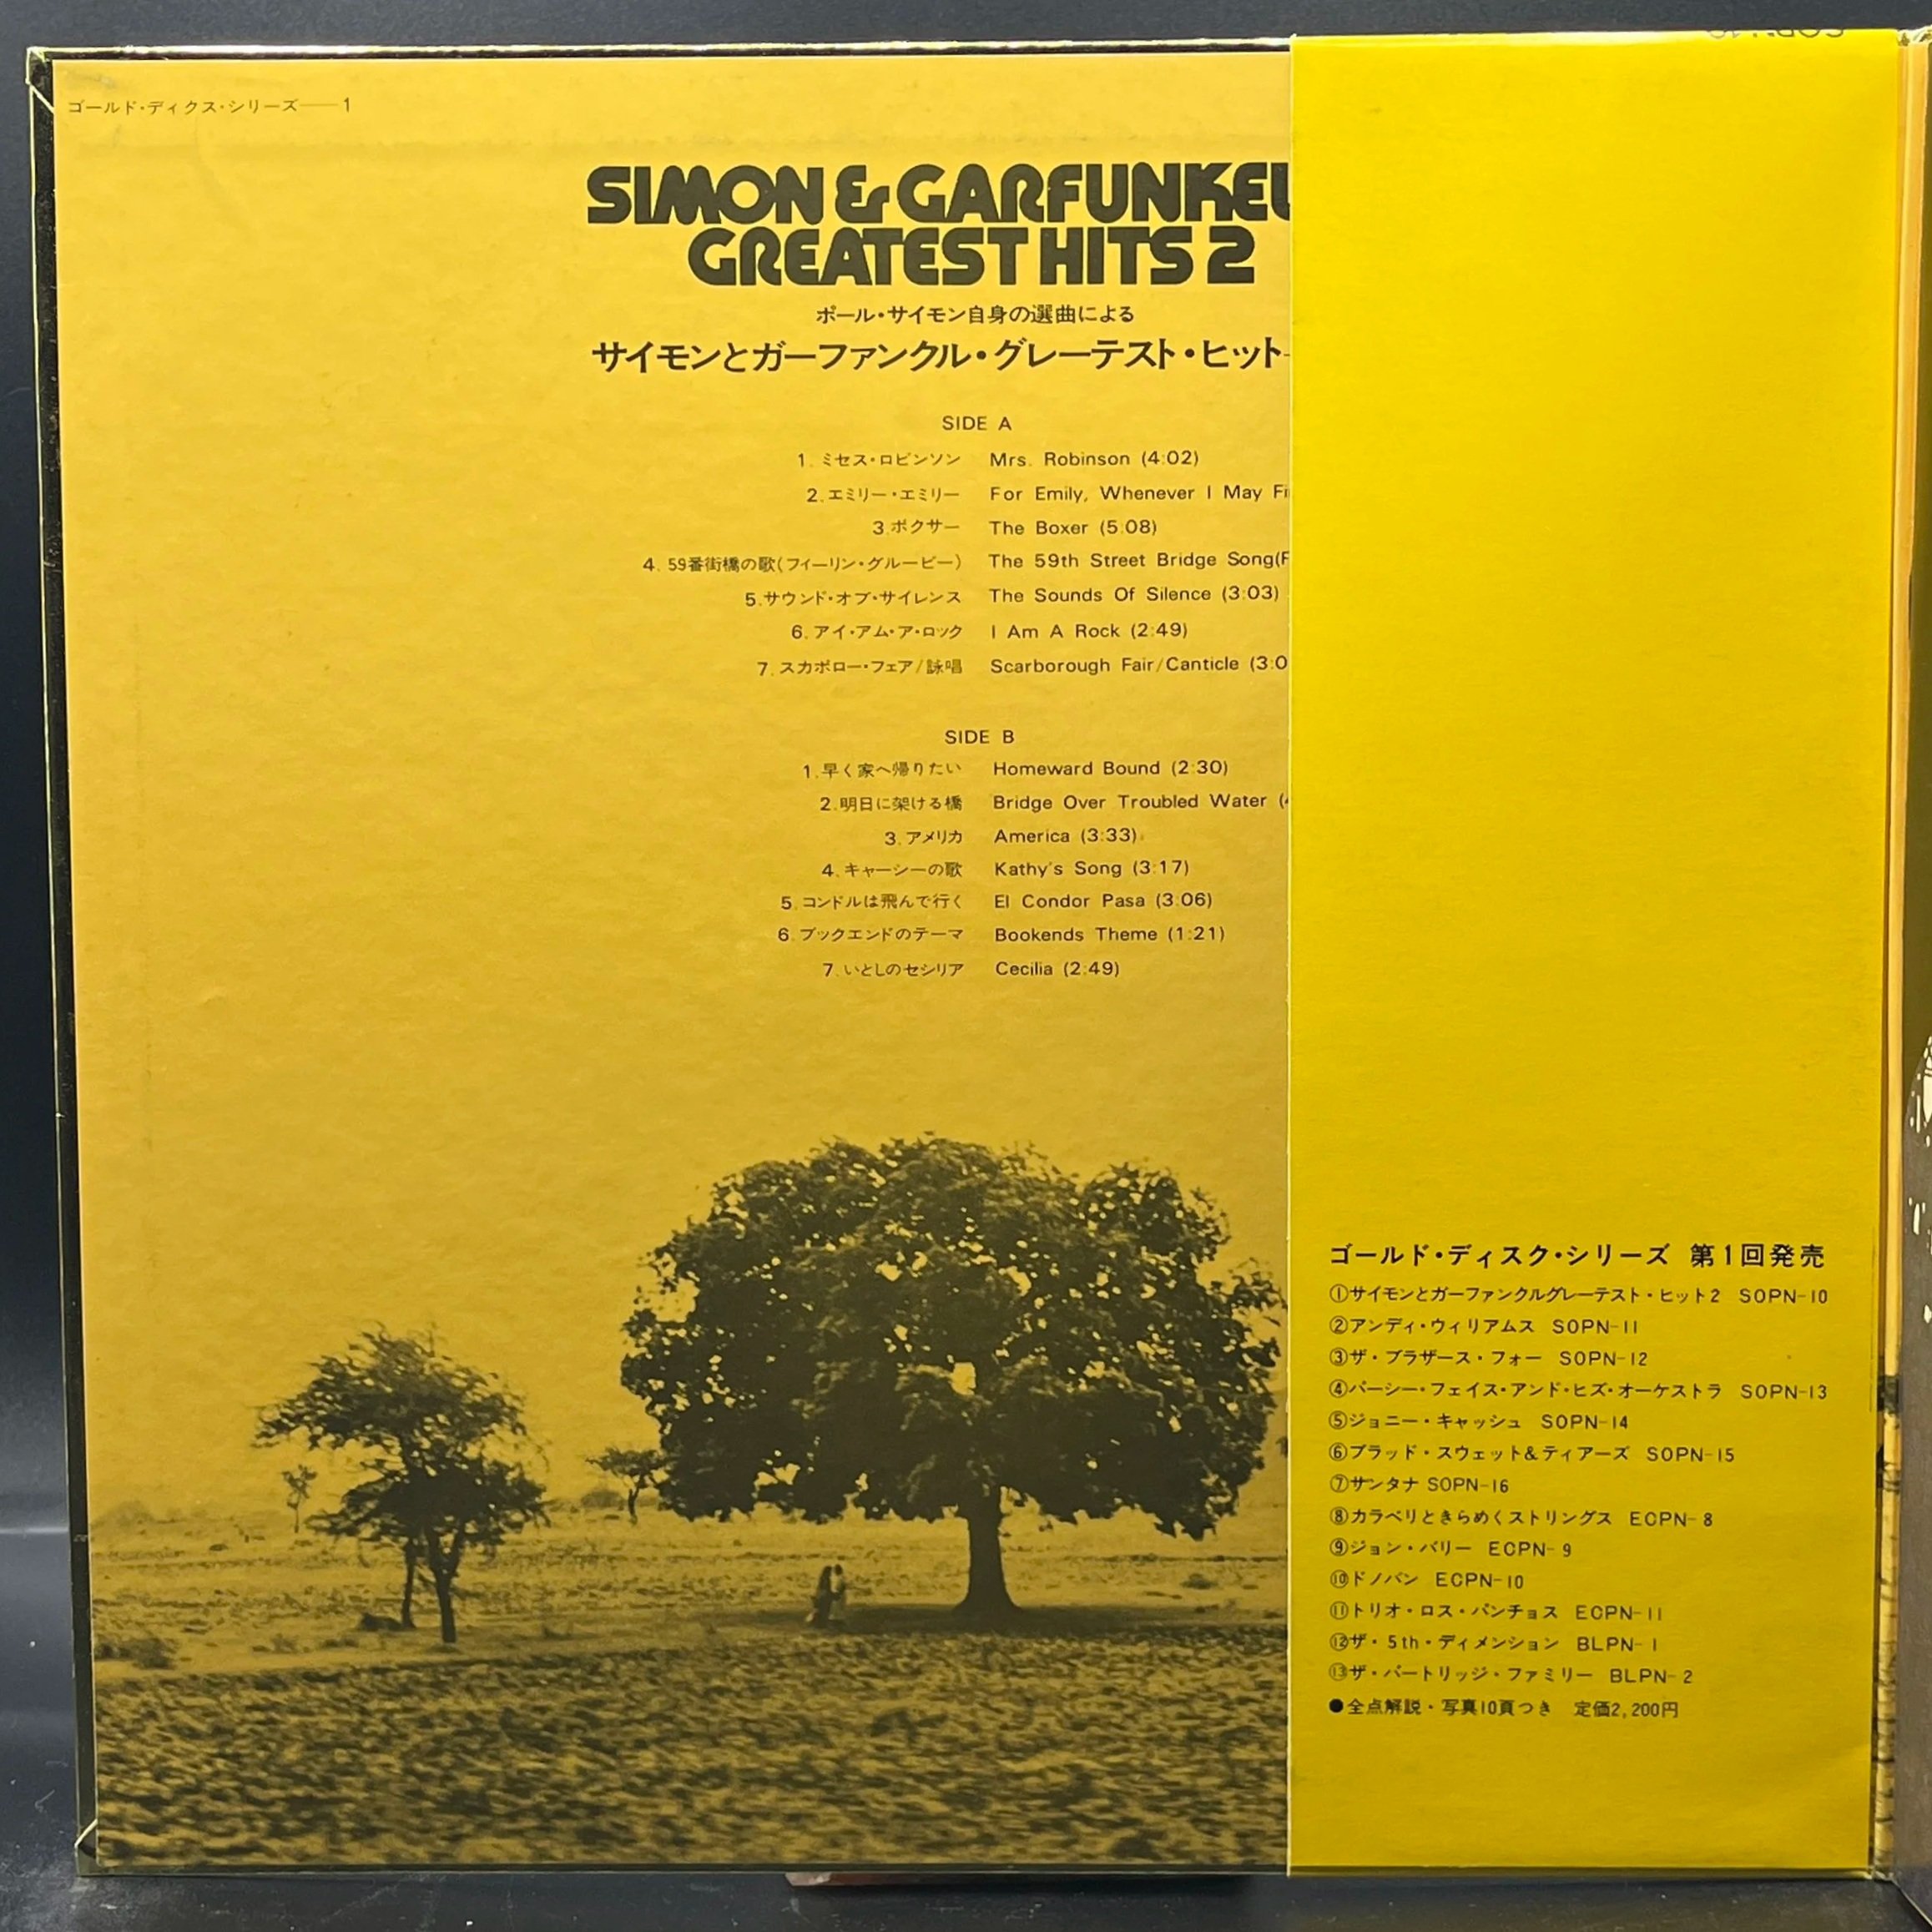 ゴールド・ディクス・シリーズ——1
SIMON & GARFUNKEL
GREATEST HITS 2
ポール・サイモン自身の選曲による
サイモンとガーファンクル・グレーテスト・ヒット
SIDE A
1. ミセス・ロビンソン Mrs. Robinson (4:02)
2. エミリー・エミリー For Emily, Whenever I May
3. ボクサー The Boxer (5:08)
4. 59番街橋の歌(フィーリン・グルービー) The 59th Street Bridge Song(F
5. サウンド・オブ・サイレンス The Sounds Of Silence (3:03)
6. アイ・アム・ア・ロック I Am A Rock (2:49)
7. スカボロー・フェア/詠唱 Scarborough Fair/Canticle (3:0
SIDE B
1. 早く家へ帰りたい Homeward Bound (2:30)
2. 明日に架ける橋 Bridge Over Troubled Water
3. アメリカ America (3:33)
4. キャーシーの歌 Kathy's Song (3:17)
5. コンドルは飛んで行く El Condor Pasa (3:06)
6. ブックエンドのテーマ Bookends Theme (1:21)
7. いとしのセシリア Cecilia (2:49)
ゴールド・ディスク・シリーズ 第1回発売
①サイモンとガーファンクルグレーテスト・ヒット2 SOPN-10
②アンディ・ウィリアムス SOPN-11
③ザ・ブラザース・フォー SOPN-12
④パーシー・フェイス・アンド・ヒズ・オーケストラ SOPN-13
⑤ジョニー・キャッシュ SOPN-14
⑥ブラッド・スウェット&ティアーズ SOPN-15
⑦サンタナ SOPN-16
⑧カラベリときらめくストリングス ECPN-8
⑨ジョン・バリー ECPN-9
⑩ドノバン ECPN-10
⑪トリオ・ロス・パンチョス ECPN-11
⑫ザ・5th・ディメンション BLPN-1
⑬ザ・パートリッジ・ファミリー BLPN-2
●全点解説・写真10頁つき 定価2,200円